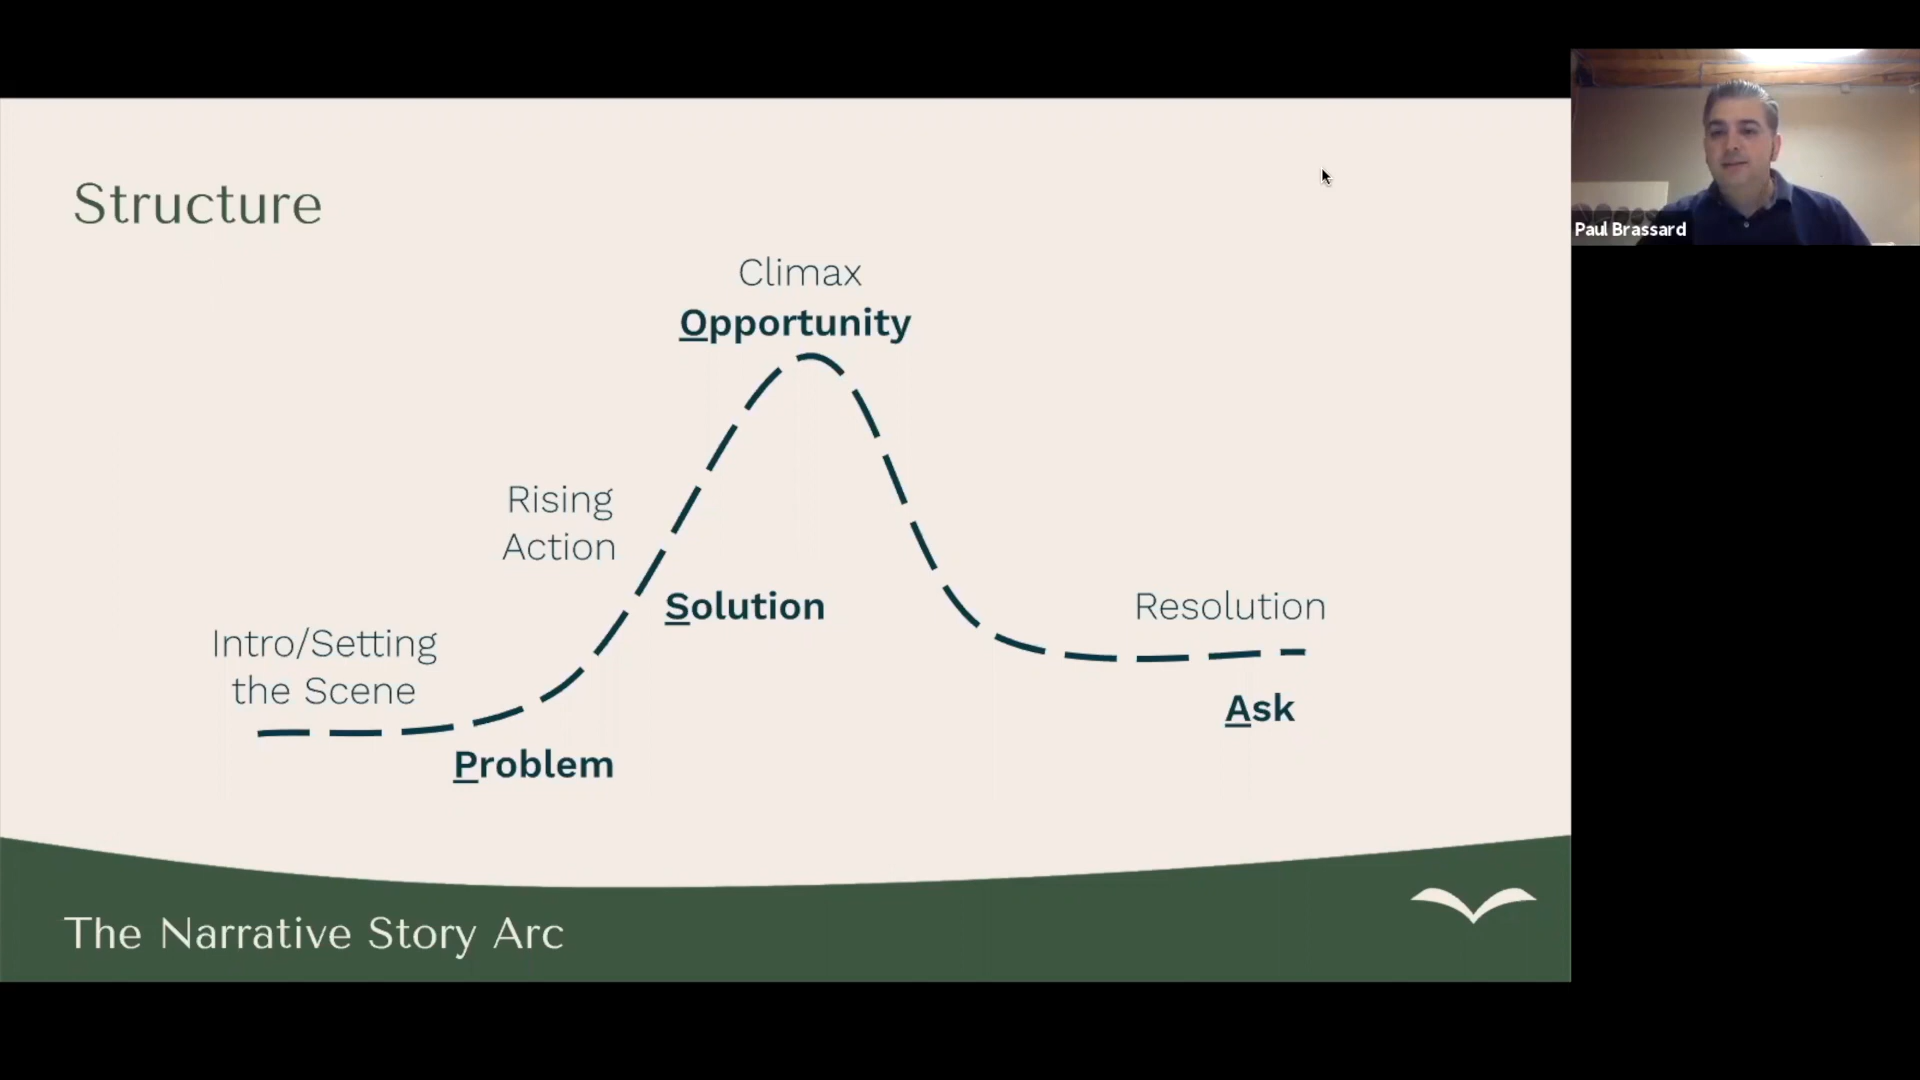 Structure
Climax
Opportunity
Rising
Action
Solution
Intro/Setting
the Scene
Problem
Resolution
Ask
The Narrative Story Arc
Paul Brassard